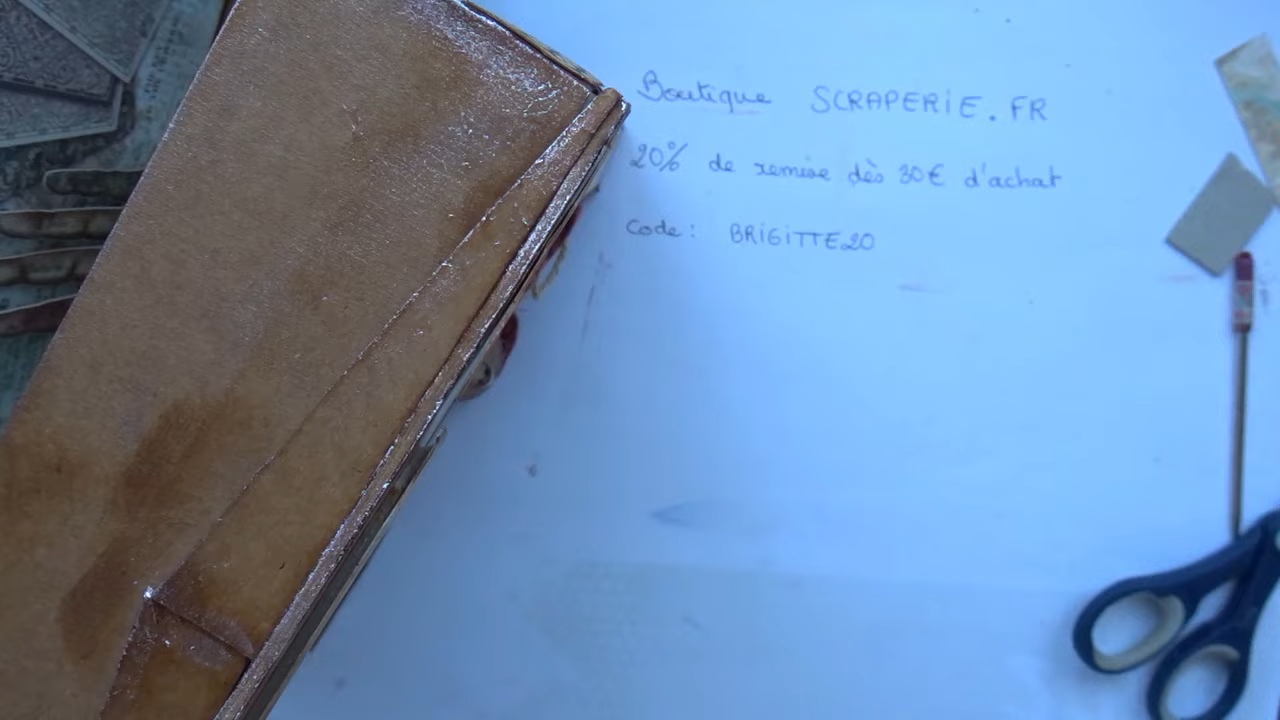 Boutique SCRAPERIE.FR
20% de remise dès 30€ d'achat
Code: BRIGITTE20